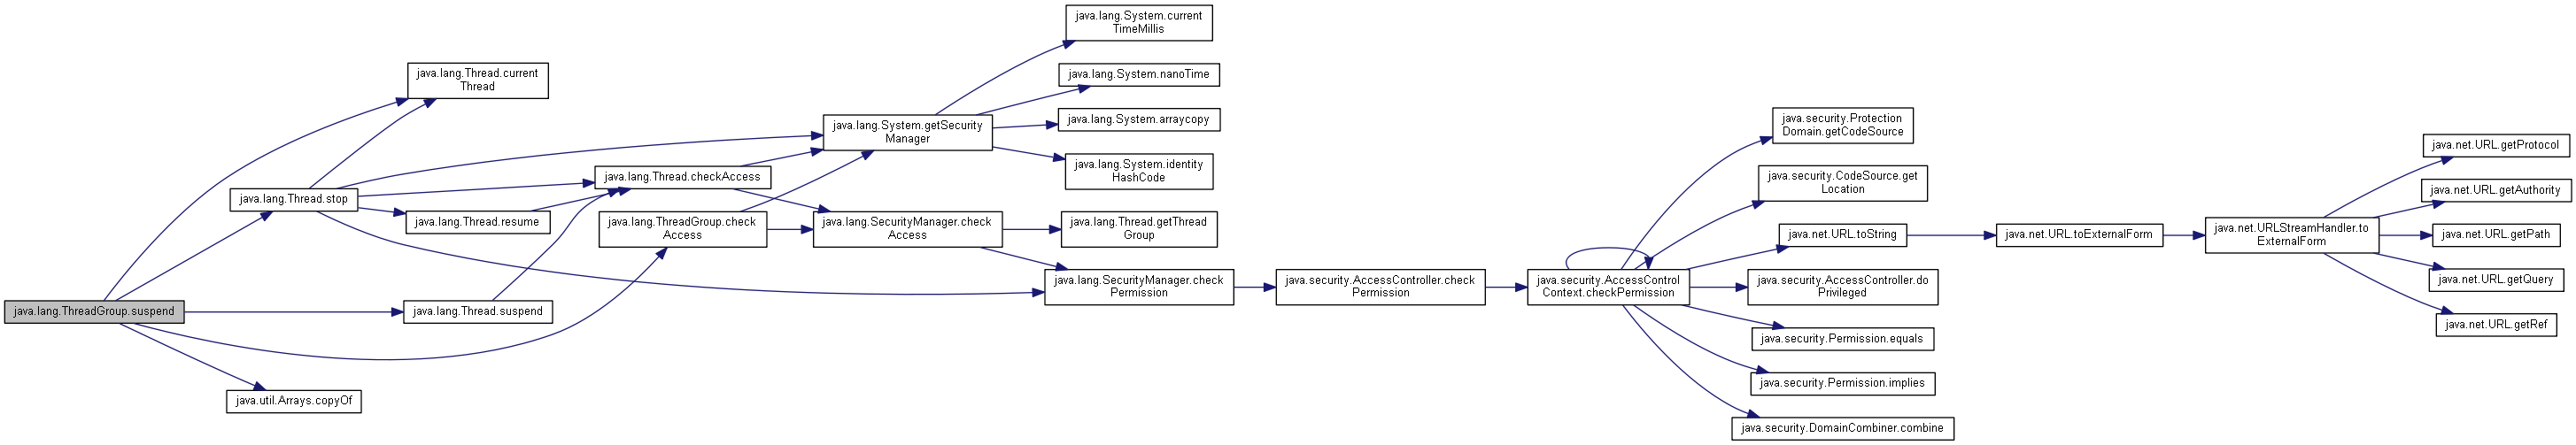 java.lang.ThreadGroup.suspend
java.lang.Thread.current
Thread
java.lang.Thread.stop
java.lang.Thread.resume
java.lang.Thread.suspend
java.util.Arrays.copyOf
java.lang.Thread.checkAccess
java.lang.ThreadGroup.check
Access
java.lang.System.getSecurity
Manager
java.lang.SecurityManager.check
Access
java.lang.System.current
TimeMillis
java.lang.System.nanoTime
java.lang.System.arraycopy
java.lang.System.identity
HashCode
java.lang.Thread.getThread
Group
java.lang.SecurityManager.check
Permission
java.security.AccessController.check
Permission
java.security.AccessControl
Context.checkPermission
java.security.Protection
Domain.getCodeSource
java.security.CodeSource.get
Location
java.net.URL.toString
java.security.AccessController.do
Privileged
java.security.Permission.equals
java.security.Permission.implies
java.security.DomainCombiner.combine
java.net.URL.toExternalForm
java.net.URLStreamHandler.to
ExternalForm
java.net.URL.getProtocol
java.net.URL.getAuthority
java.net.URL.getPath
java.net.URL.getQuery
java.net.URL.getRef